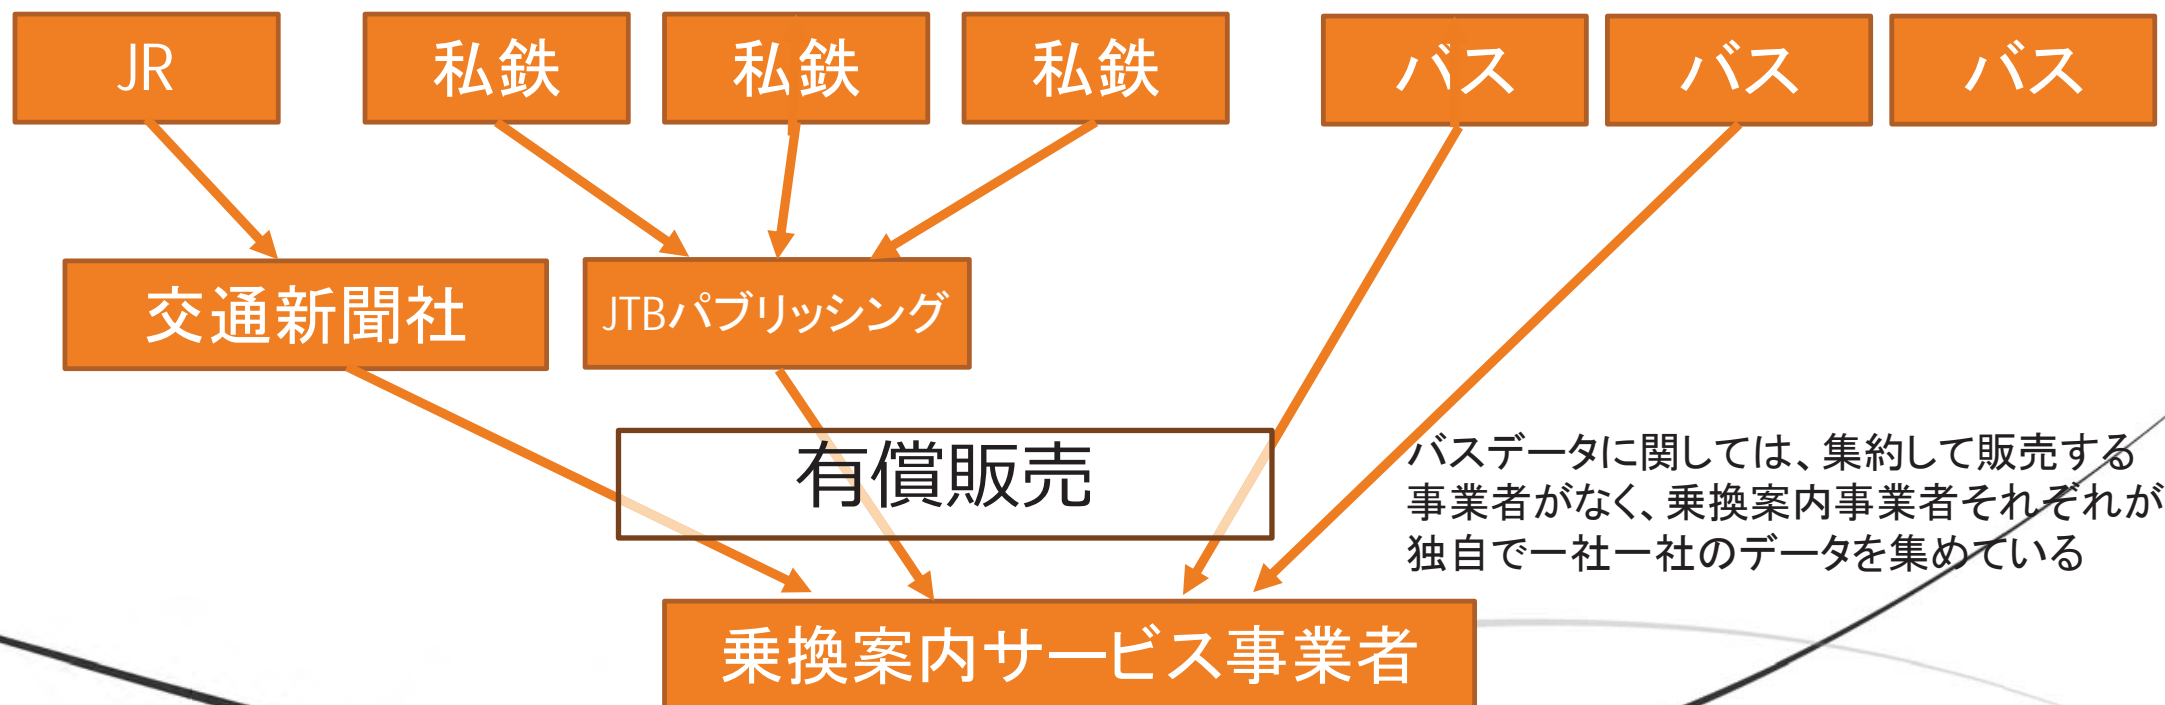 JR
私鉄
私鉄
私鉄
バス
バス
バス
交通新聞社
JTBパブリッシング
有償販売
バスデータに関しては、集約して販売する
事業者がなく、乗換案内事業者それぞれが
独自で一社一社のデータを集めている
乗換案内サービス事業者